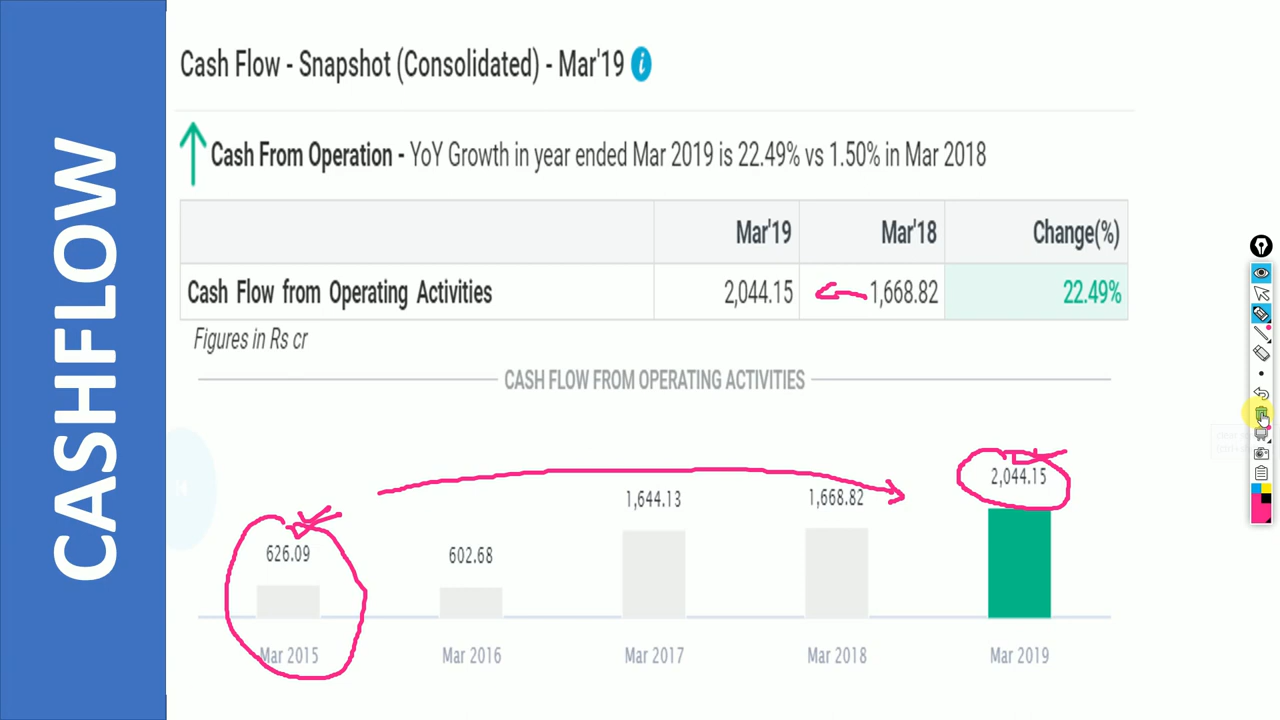 CASHFLOW
Cash Flow - Snapshot (Consolidated) - Mar'19 i
Cash From Operation - YoY Growth in year ended Mar 2019 is 22.49% vs 1.50% in Mar 2018
Mar'19 Mar'18 Change(%)
Cash Flow from Operating Activities 2,044.15 1,668.82 22.49%
Figures in Rs cr
CASH FLOW FROM OPERATING ACTIVITIES
626.09 602.68 1,644.13 1,668.82 2,044.15
Mar 2015 Mar 2016 Mar 2017 Mar 2018 Mar 2019